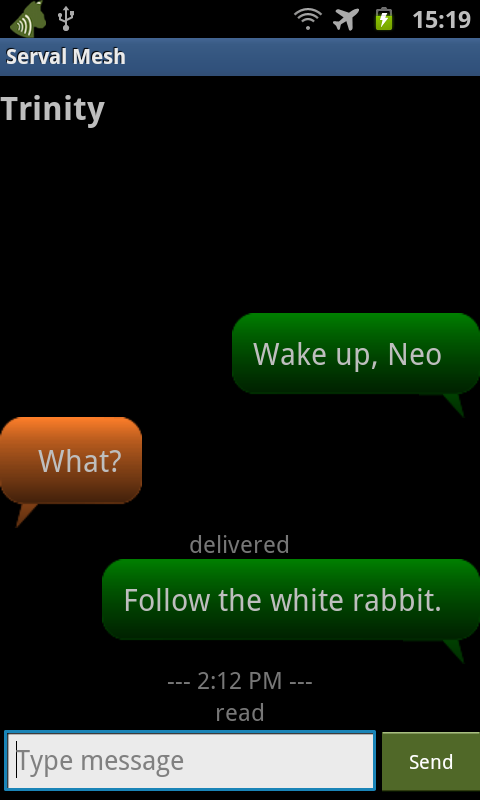 15:19
Serval Mesh
Trinity
Wake up, Neo
What?
delivered
Follow the white rabbit.
--- 2:12 PM ---
read
Type message
Send